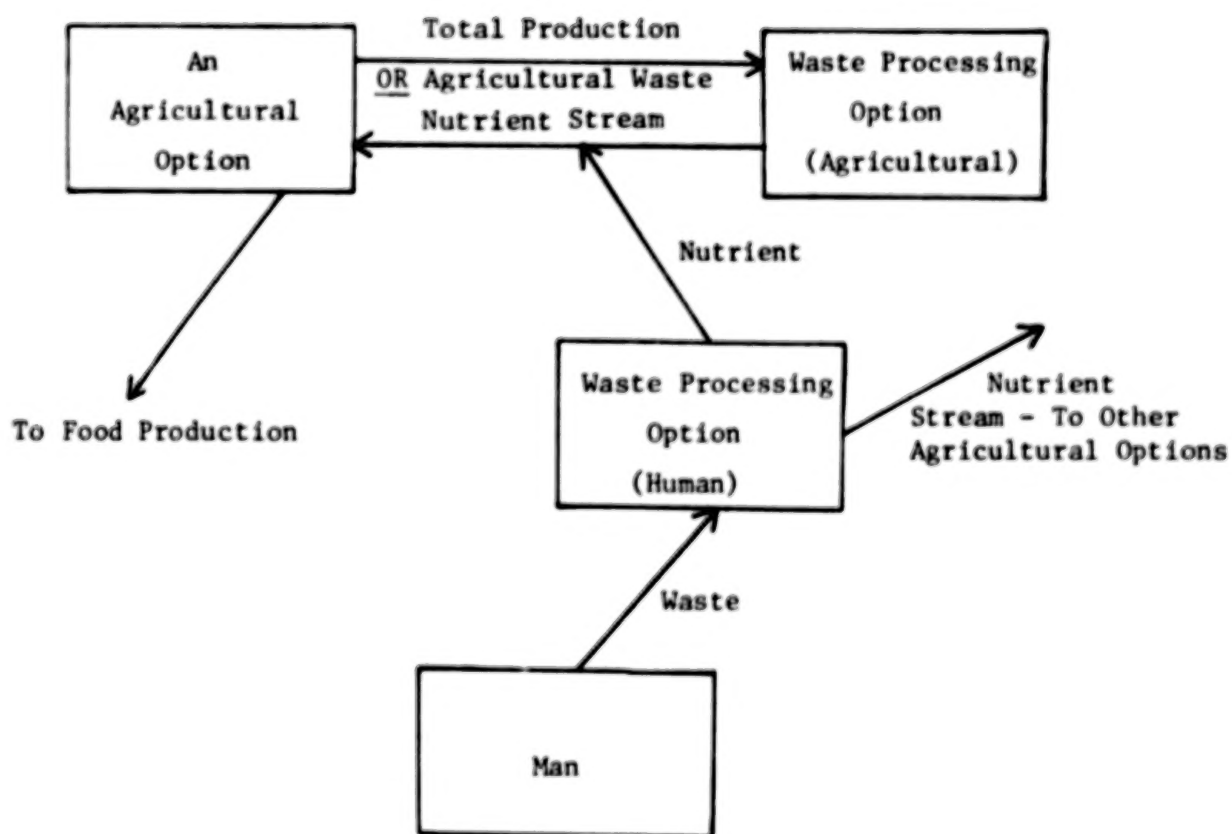 An
Agricultural
Option
Total Production
OR Agricultural Waste
Nutrient Stream
Waste Processing
Option
(Agricultural)
Nutrient
To Food Production
Waste Processing
Option
(Human)
Nutrient
Stream - To Other
Agricultural Options
Waste
Man